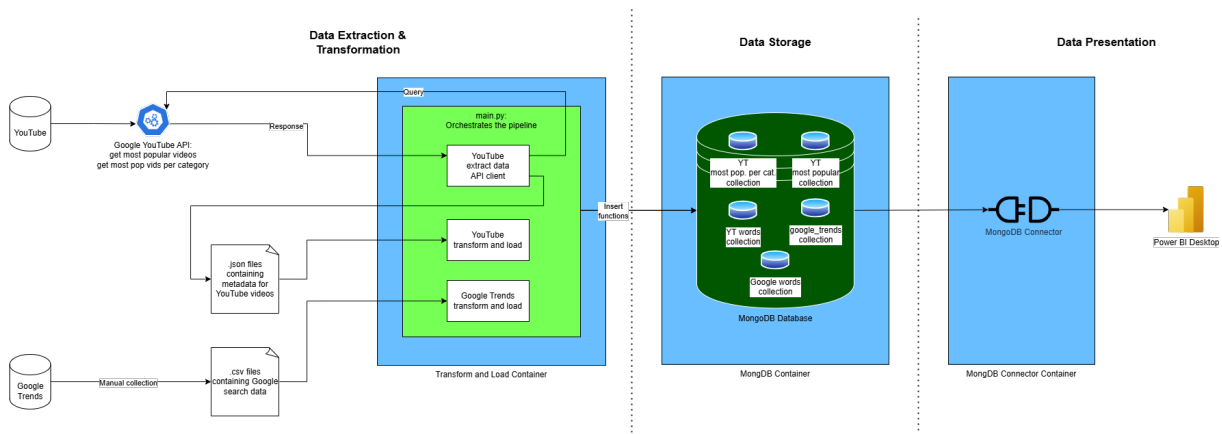 Data Extraction &
Transformation
Data Storage
Data Presentation
YouTube
Google YouTube API:
get most popular videos
get most pop vids per category
Query
Response
main.py:
Orchestrates the pipeline
YouTube
extract data
API client
YouTube
transform and load
Google Trends
transform and load
.json files
containing
metadata for
YouTube videos
Google
Trends
Manual collection
.csv files
containing Google
search data
Transform and Load Container
Insert
functions
YT
most pop. per cat.
collection
YT
most popular
collection
YT words
collection
google_trends
collection
Google words
collection
MongoDB Database
MongoDB Container
MongoDB Connector
MongoDB Connector Container
Power BI Desktop